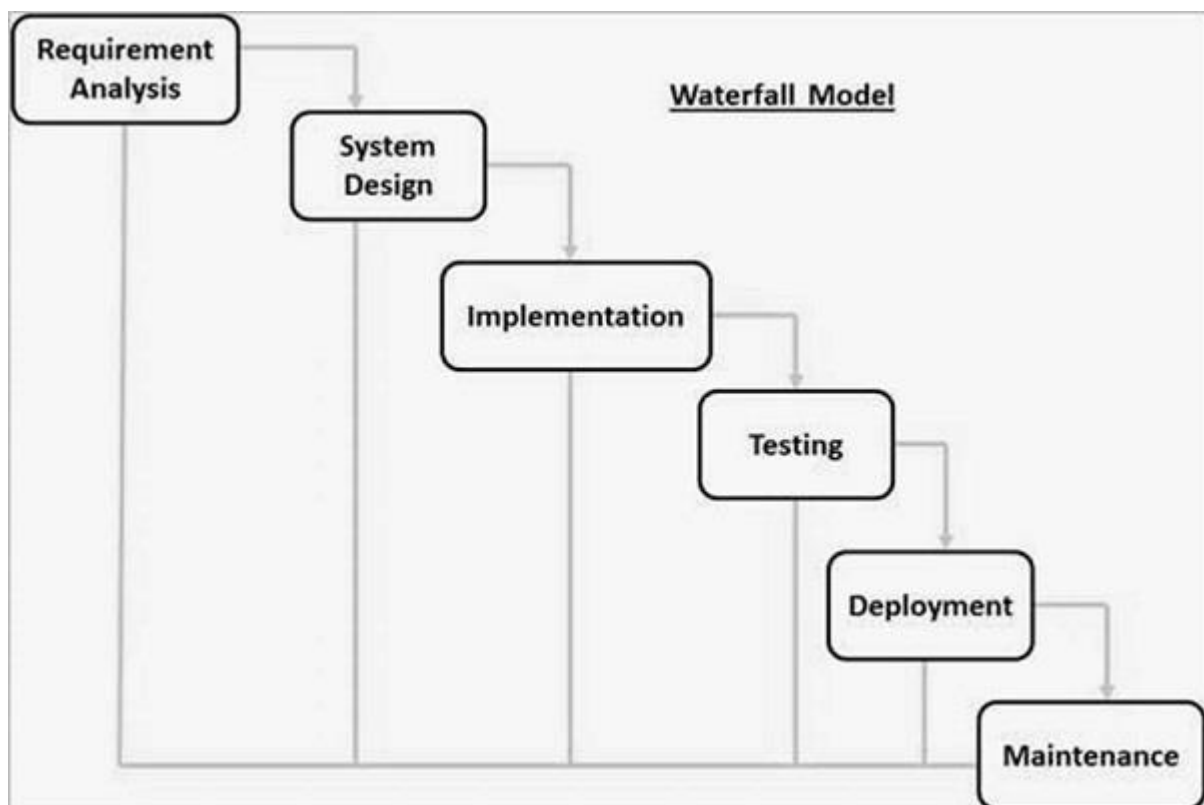 Requirement
Analysis
Waterfall Model
System
Design
Implementation
Testing
Deployment
Maintenance